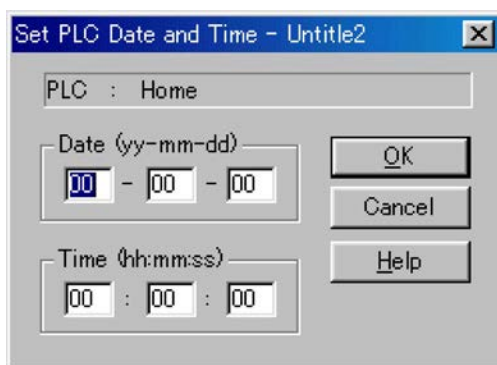 Set PLC Date and Time - Untitle2
PLC : Home
Date (yy-mm-dd)
00 - 00 - 00
OK
Cancel
Time (hh:mm:ss)
Help
00 : 00 : 00